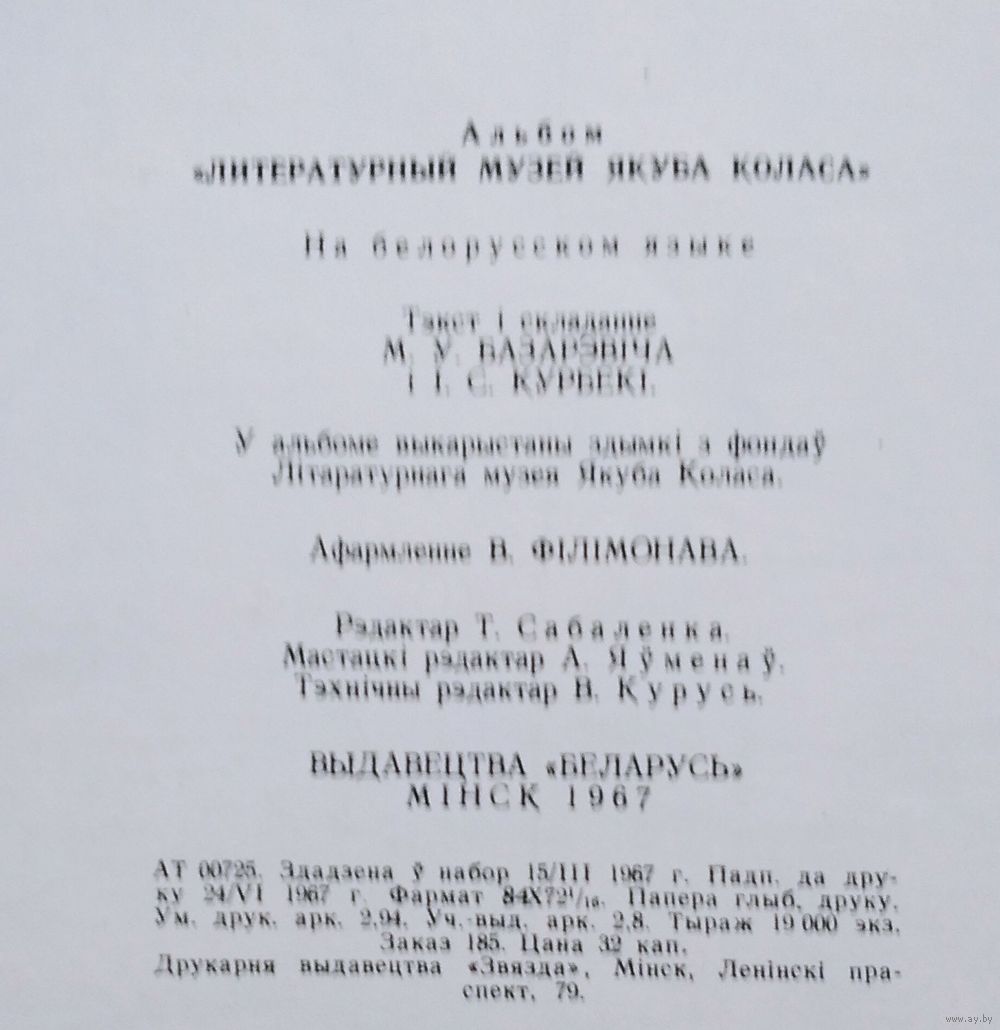 Альбом
«ЛИТЕРАТУРНЫЙ МУЗЕЙ ЯКУБА КОЛАСА»
На белорусском языке
Тэкст і складанне
М. У. БАЗАРЭВІЧА
і І. С. КУРБЕКІ.
У альбоме выкарыстаны здымкі з фондаў
Літаратурнага музея Якуба Коласа.
Афармленне В. ФІЛІМОНАВА.
Рэдактар Т. Сабаленка.
Мастацкі рэдактар А. Яўменаў.
Тэхнічны рэдактар В. Курусь.
ВЫДАВЕЦТВА «БЕЛАРУСЬ»
МІНСК 1967
АТ 00725. Здадзена ў набор 15/III 1967 г. Падп. да дру-
ку 24/VI 1967 г. Фармат 84X72¹/₁₆. Папера глыб. друку.
Ум. друк. арк. 2,94. Уч.-выд. арк. 2,8. Тыраж 19 000 экз.
Заказ 185. Цана 32 кап.
Друкарня выдавецтва «Звязда», Мінск, Ленінскі пра-
спект, 79.
www.ay.by